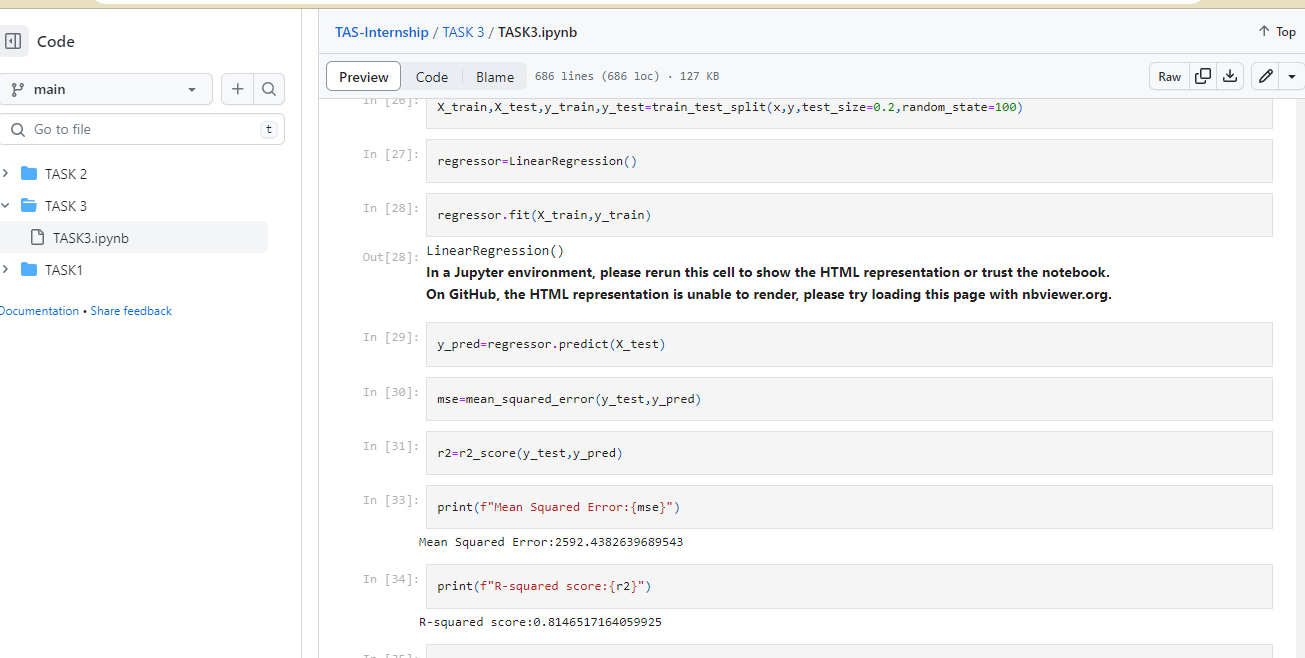 Code
main
Go to file
t
TASK 2
TASK 3
TASK3.ipynb
TASK1
Documentation • Share feedback
TAS-Internship / TASK 3 / TASK3.ipynb
Top
Preview Code Blame 686 lines (686 loc) · 127 KB
Raw
In [26]: X_train,X_test,y_train,y_test=train_test_split(x,y,test_size=0.2,random_state=100)
In [27]: regressor=LinearRegression()
In [28]: regressor.fit(X_train,y_train)
Out[28]: LinearRegression()
In a Jupyter environment, please rerun this cell to show the HTML representation or trust the notebook.
On GitHub, the HTML representation is unable to render, please try loading this page with nbviewer.org.
In [29]: y_pred=regressor.predict(X_test)
In [30]: mse=mean_squared_error(y_test,y_pred)
In [31]: r2=r2_score(y_test,y_pred)
In [33]: print(f"Mean Squared Error:{mse}")
Mean Squared Error:2592.4382639689543
In [34]: print(f"R-squared score:{r2}")
R-squared score:0.8146517164059925